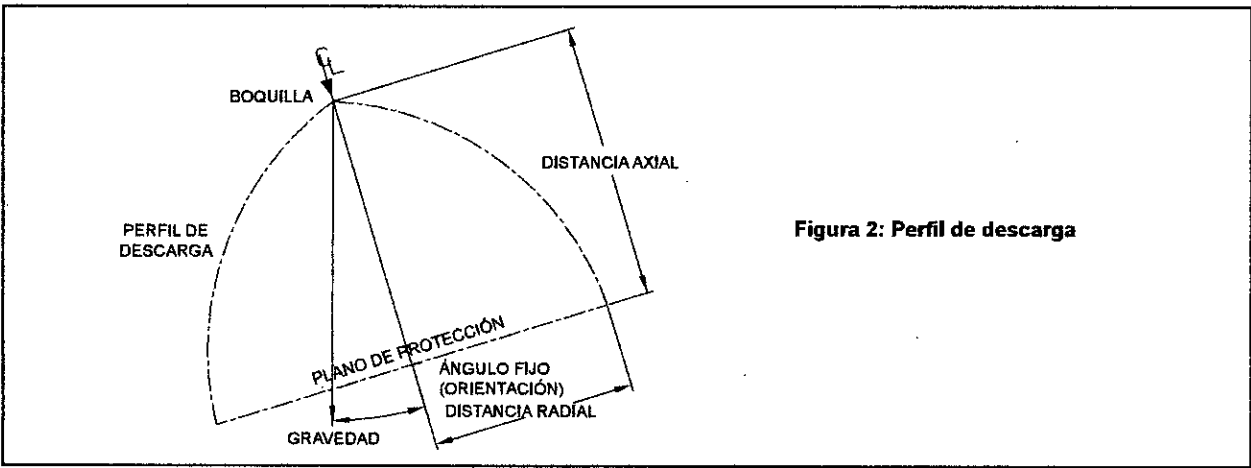 CL
BOQUILLA
DISTANCIA AXIAL
PERFIL DE
DESCARGA
Figura 2: Perfil de descarga
PLANO DE PROTECCIÓN
ÁNGULO FIJO
(ORIENTACIÓN)
DISTANCIA RADIAL
GRAVEDAD